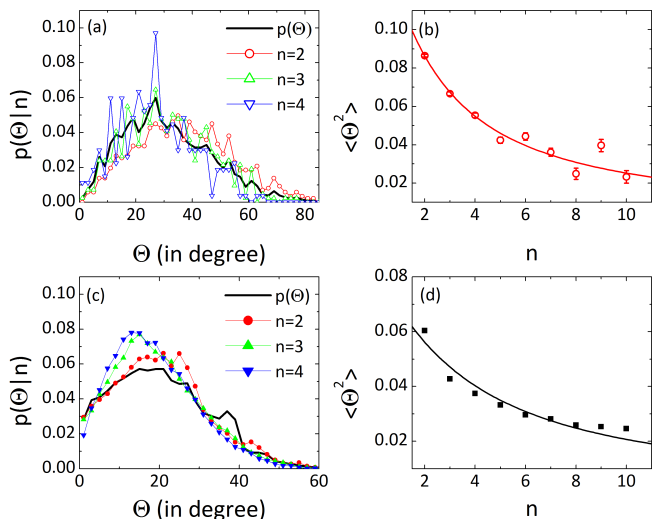 (a)
p(Θ)
n=2
n=3
n=4
0.10
0.08
0.06
0.04
0.02
0.00
p(Θ|n)
0 20 40 60 80
Θ (in degree)
(b)
0.10
0.08
0.06
0.04
0.02
<Θ²>
2 4 6 8 10
n
(c)
p(Θ)
n=2
n=3
n=4
0.10
0.08
0.06
0.04
0.02
0.00
p(Θ|n)
0 20 40 60
Θ (in degree)
(d)
0.08
0.06
0.04
0.02
<Θ²>
2 4 6 8 10
n